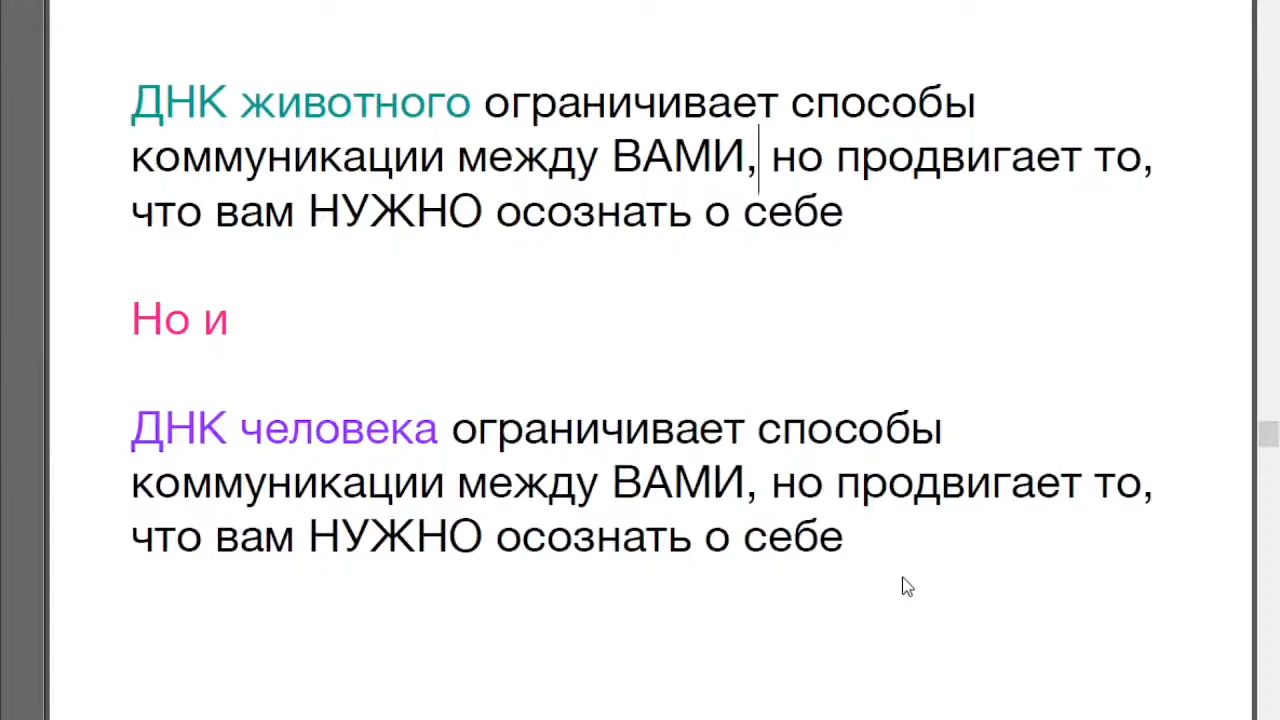 ДНК животного ограничивает способы
коммуникации между ВАМИ, но продвигает то,
что вам НУЖНО осознать о себе
Но и
ДНК человека ограничивает способы
коммуникации между ВАМИ, но продвигает то,
что вам НУЖНО осознать о себе